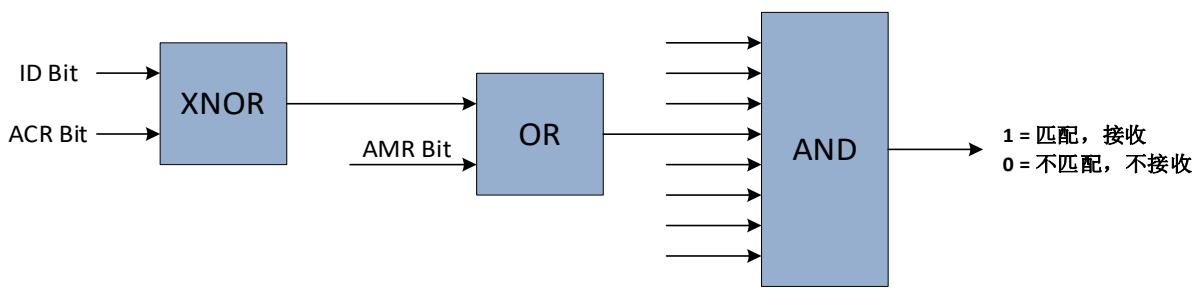 ID Bit
ACR Bit
XNOR
AMR Bit
OR
AND
1 = 匹配，接收
0 = 不匹配，不接收